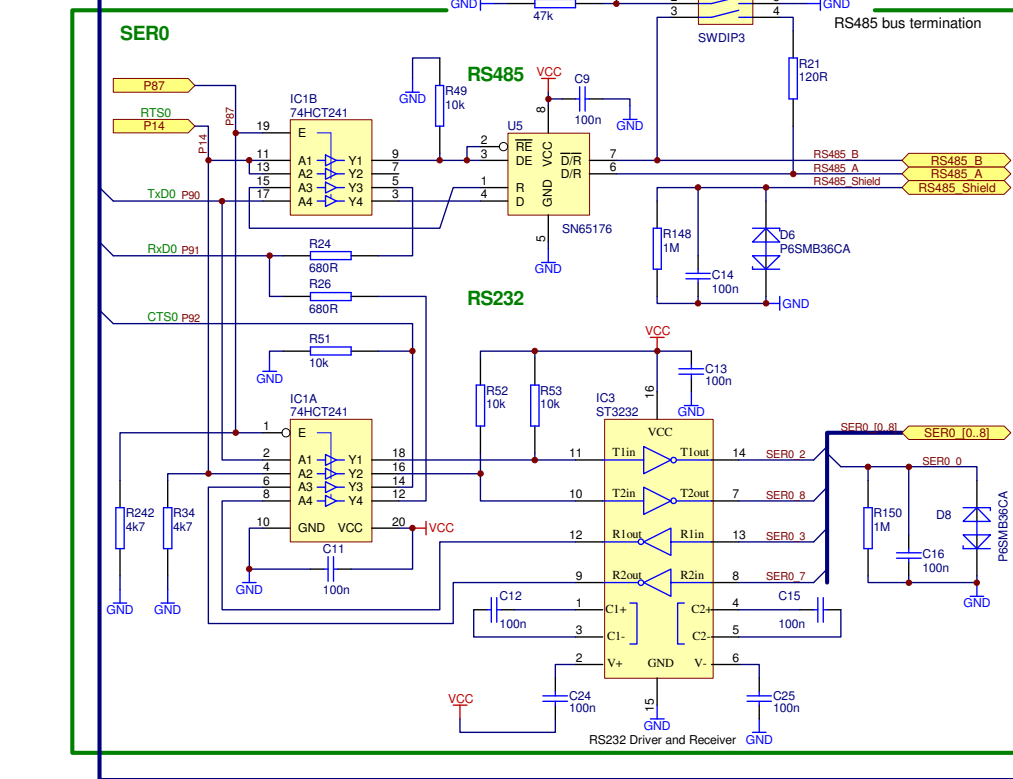 GND
47k
2
3
4
GND
SWDIP3
RS485 bus termination
SER0
RS485
VCC
C9
100n
GND
R21
120R
GND
R49
10k
P87
RTS0
P14
P87
P14
IC1B
74HCT241
19 E
11 A1 Y1 9
13 A2 Y2 7
15 A3 Y3 5
17 A4 Y4 3
U5
8
2 RE
3 DE VCC D/R 7
D/R 6
1 R
4 D GND
5
SN65176
GND
RS485_B RS485_B
RS485_A RS485_A
RS485_Shield RS485_Shield
TxD0 P90
RxD0 P91
R24
680R
R26
680R
CTS0 P92
R51
10k
GND
R148
1M
C14
100n
D6
P6SMB36CA
GND
RS232
VCC
C13
100n
GND
R52
10k
R53
10k
IC1A
74HCT241
1 E
2 A1 Y1 18
4 A2 Y2 16
6 A3 Y3 14
8 A4 Y4 12
10 GND VCC 20 VCC
C11
100n
GND
R242
4k7
R34
4k7
GND
GND
IC3
ST3232
16
VCC
11 T1in T1out 14 SER0_2
10 T2in T2out 7 SER0_8
12 R1out R1in 13 SER0_3
9 R2out R2in 8 SER0_7
1 C1+ C2+ 4
3 C1- C2- 5
2 V+ GND V- 6
15
GND
C12
100n
C15
100n
C24
100n
C25
100n
VCC
GND
RS232 Driver and Receiver
SER0_[0..8] SER0_[0..8]
SER0_0
R150
1M
C16
100n
D8
P6SMB36CA
GND